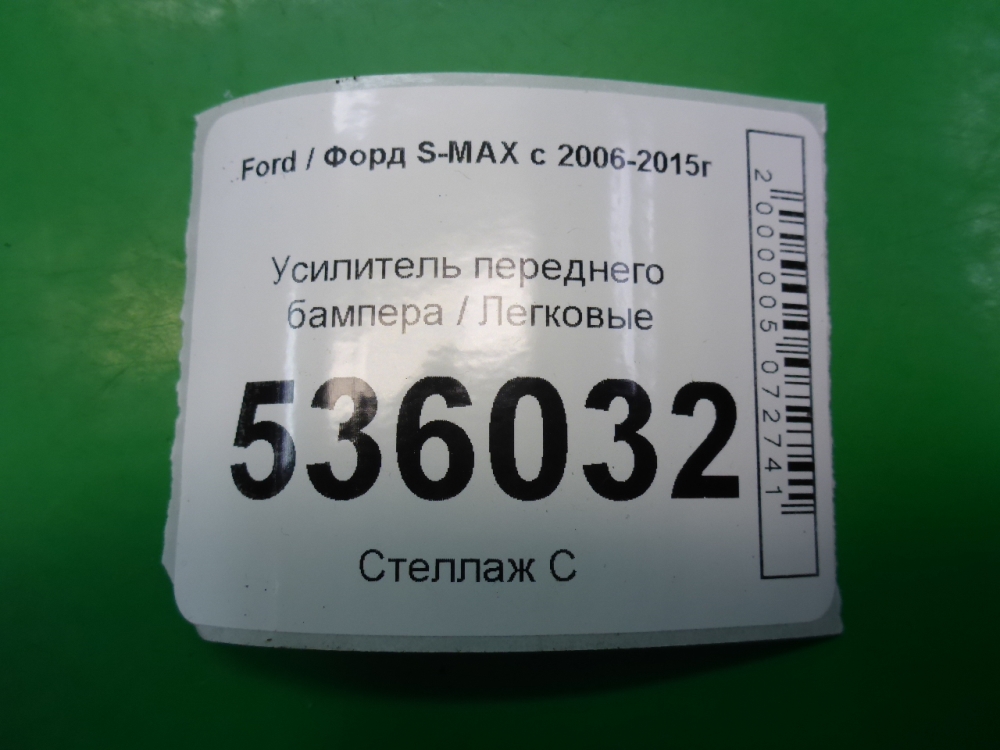 Ford / Форд S-MAX с 2006-2015г
Усилитель переднего
бампера / Легковые
536032
Стеллаж С
2000005072741